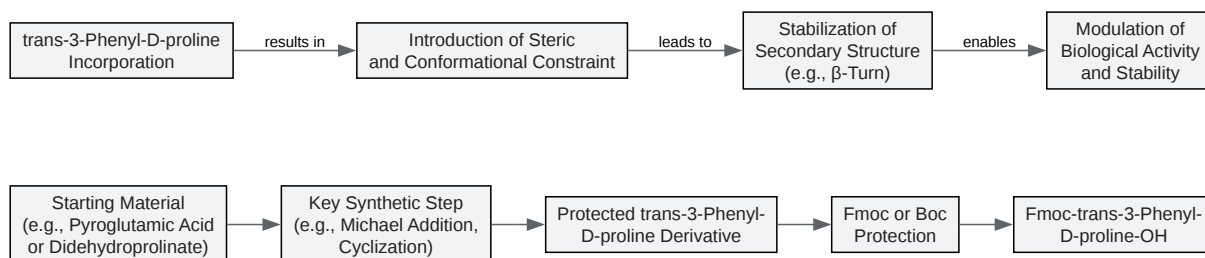 trans-3-Phenyl-D-proline
Incorporation
results in
Introduction of Steric
and Conformational Constraint
leads to
Stabilization of
Secondary Structure
(e.g., β-Turn)
enables
Modulation of
Biological Activity
and Stability
Starting Material
(e.g., Pyroglutamic Acid
or Didehydroprolinate)
Key Synthetic Step
(e.g., Michael Addition,
Cyclization)
Protected trans-3-Phenyl-
D-proline Derivative
Fmoc or Boc
Protection
Fmoc-trans-3-Phenyl-
D-proline-OH